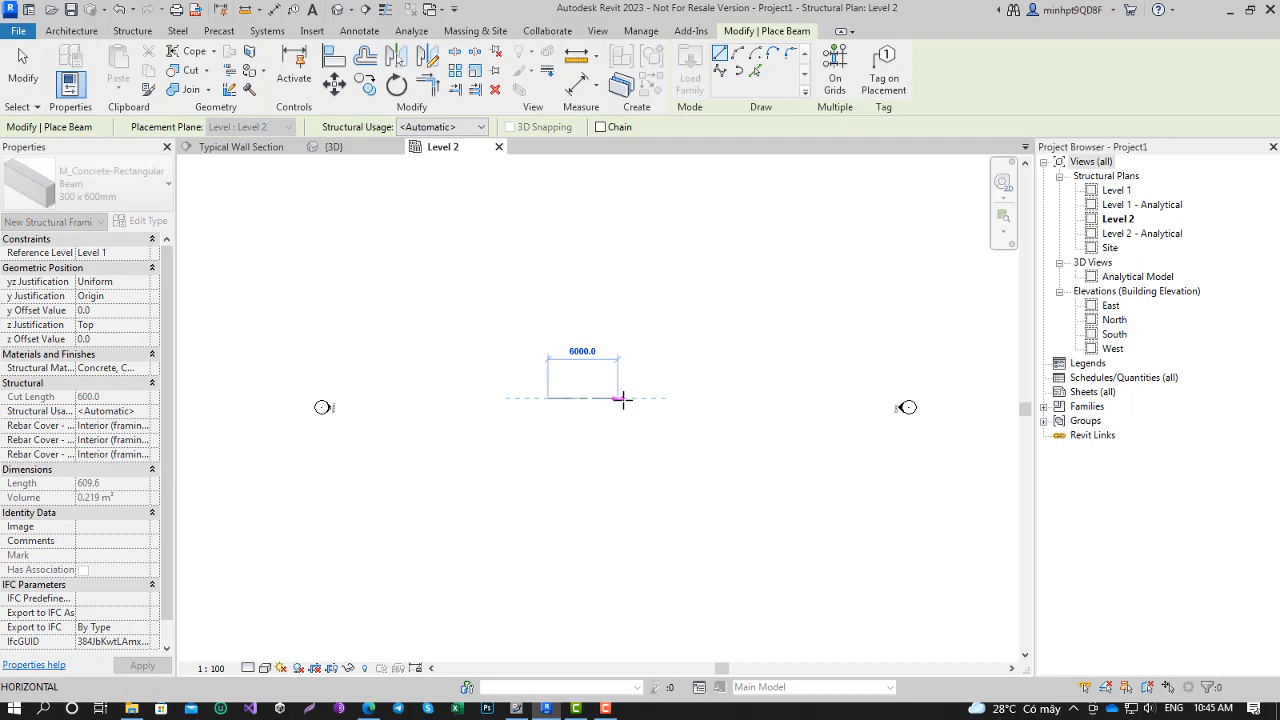 Autodesk Revit 2023 - Not For Resale Version - Project1 - Structural Plan: Level 2
minhpt9QD8F
File Architecture Structure Steel Precast Systems Insert Annotate Analyze Massing & Site Collaborate View Manage Add-Ins Modify | Place Beam
Modify Properties Paste Cope Cut Join Activate Load Family On Grids Tag on Placement
Select Properties Clipboard Geometry Controls Modify View Measure Create Mode Draw Multiple Tag
Modify | Place Beam Placement Plane: Level : Level 2 Structural Usage: <Automatic> 3D Snapping Chain
Properties
Typical Wall Section {3D} Level 2
M_Concrete-Rectangular Beam
300 x 600mm
New Structural Frami Edit Type
Constraints
Reference Level Level 1
Geometric Position
yz Justification Uniform
y Justification Origin
y Offset Value 0.0
z Justification Top
z Offset Value 0.0
Materials and Finishes
Structural Mat... Concrete, C...
Structural
Cut Length 600.0
Structural Usa... <Automatic>
Rebar Cover - ... Interior (framin...
Rebar Cover - ... Interior (framin...
Rebar Cover - ... Interior (framin...
Dimensions
Length 609.6
Volume 0.219 m³
Identity Data
Image
Comments
Mark
Has Association
IFC Parameters
IFC Predefine...
Export to IFC As
Export to IFC By Type
IfcGUID 384JbKwtLAmx...
Properties help Apply
6000.0
2D
Project Browser - Project1
Views (all)
Structural Plans
Level 1
Level 1 - Analytical
Level 2
Level 2 - Analytical
Site
3D Views
Analytical Model
Elevations (Building Elevation)
East
North
South
West
Legends
Schedules/Quantities (all)
Sheets (all)
Families
Groups
Revit Links
1 : 100
HORIZONTAL :0 Main Model :0
28°C Có mây 10:45 AM